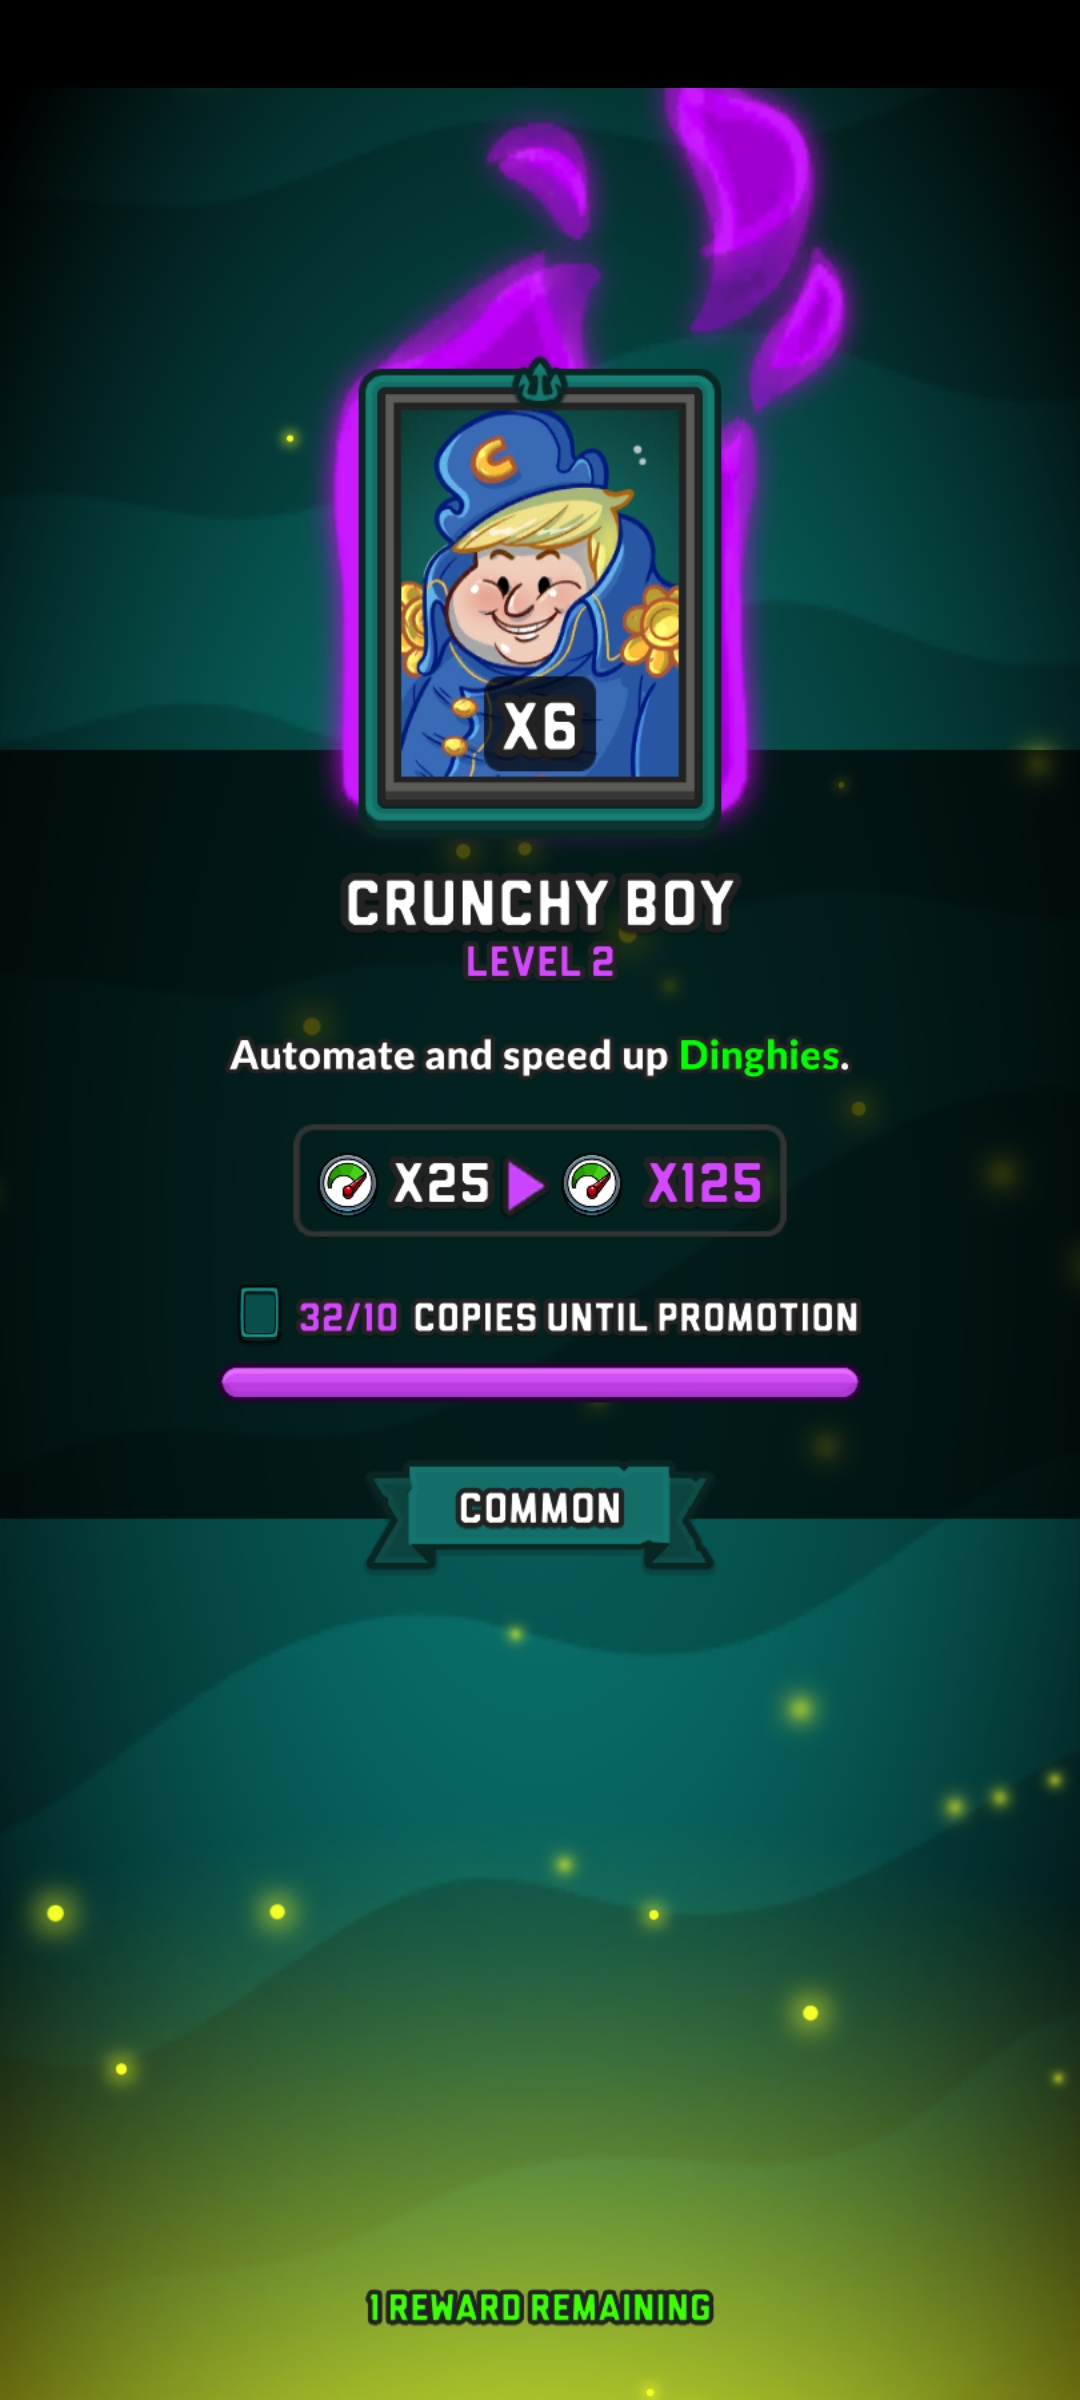 C
X6
CRUNCHY BOY
LEVEL 2
Automate and speed up Dinghies.
X25 X125
32/10 COPIES UNTIL PROMOTION
COMMON
1 REWARD REMAINING